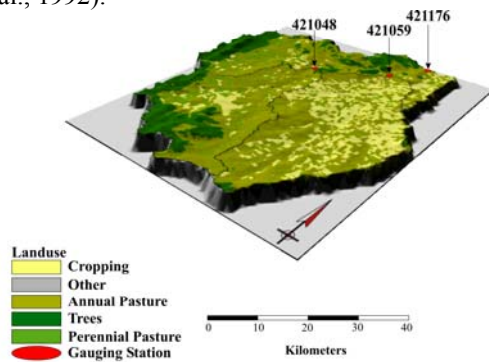 al., 1992).
421176
421048
421059
Landuse
Cropping
Other
Annual Pasture
Trees
Perennial Pasture
Gauging Station
0 10 20 30 40
Kilometers